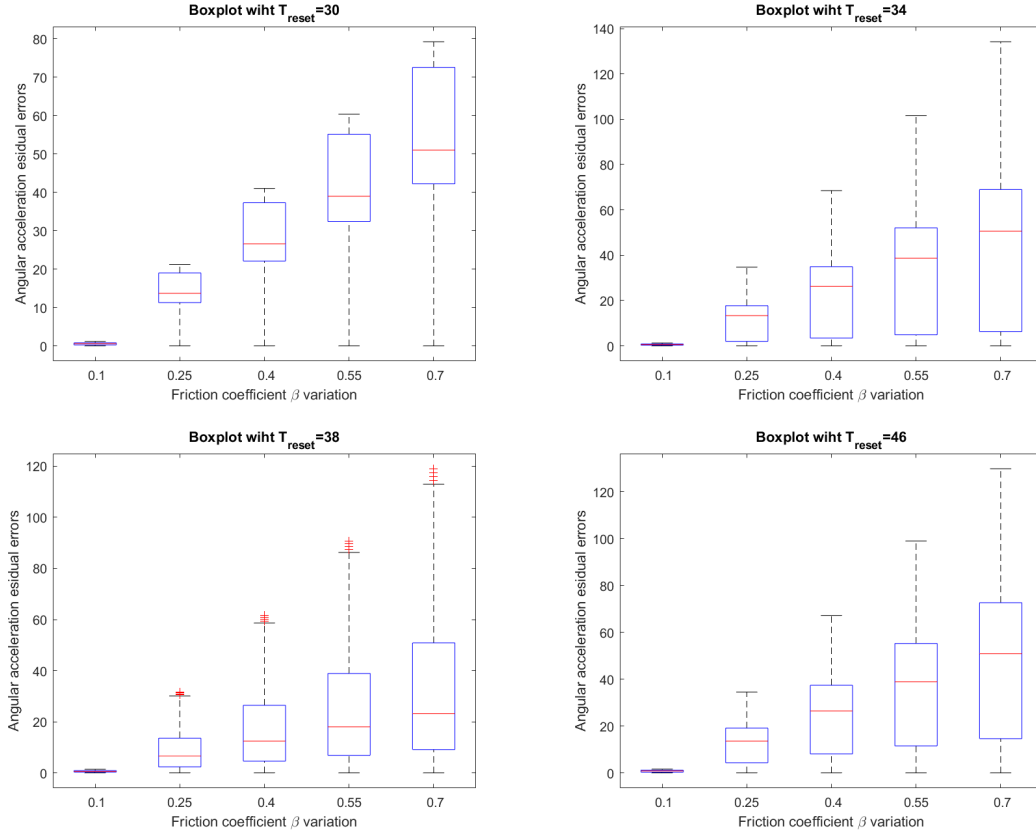 Boxplot wiht T_reset=30
Angular acceleration esidual errors
80
70
60
50
40
30
20
10
0
0.1 0.25 0.4 0.55 0.7
Friction coefficient β variation
Boxplot wiht T_reset=34
Angular acceleration esidual errors
140
120
100
80
60
40
20
0
0.1 0.25 0.4 0.55 0.7
Friction coefficient β variation
Boxplot wiht T_reset=38
Angular acceleration esidual errors
120
100
80
60
40
20
0
0.1 0.25 0.4 0.55 0.7
Friction coefficient β variation
Boxplot wiht T_reset=46
Angular acceleration esidual errors
120
100
80
60
40
20
0
0.1 0.25 0.4 0.55 0.7
Friction coefficient β variation